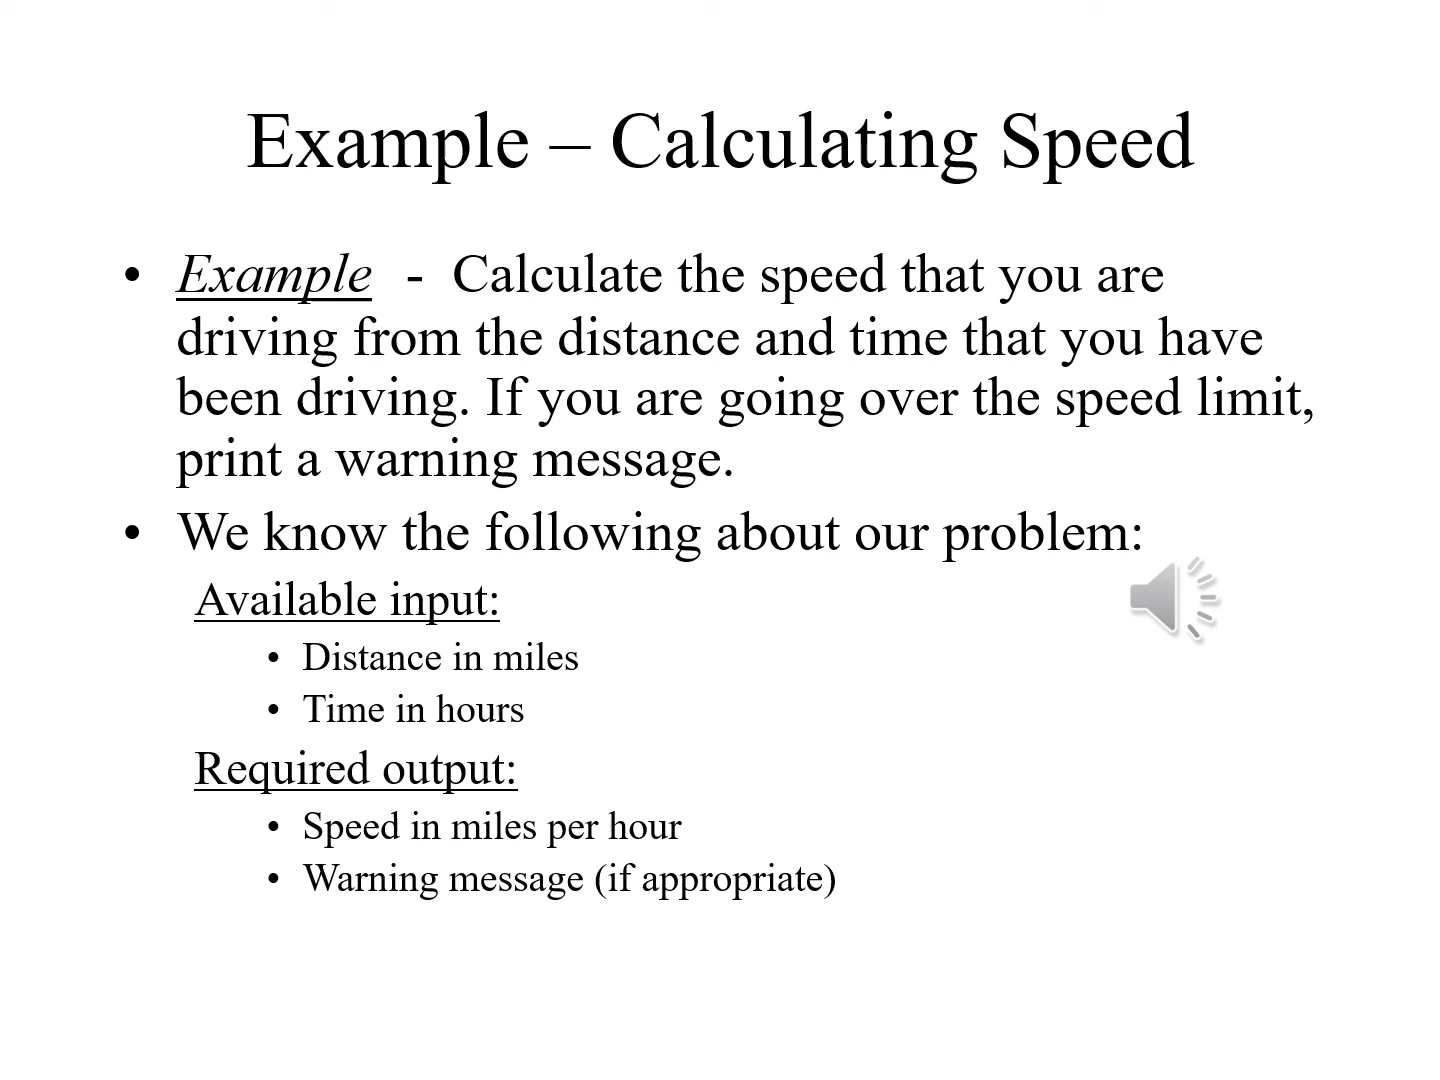 Example – Calculating Speed
• Example - Calculate the speed that you are
driving from the distance and time that you have
been driving. If you are going over the speed limit,
print a warning message.
• We know the following about our problem:
Available input:
• Distance in miles
• Time in hours
Required output:
• Speed in miles per hour
• Warning message (if appropriate)